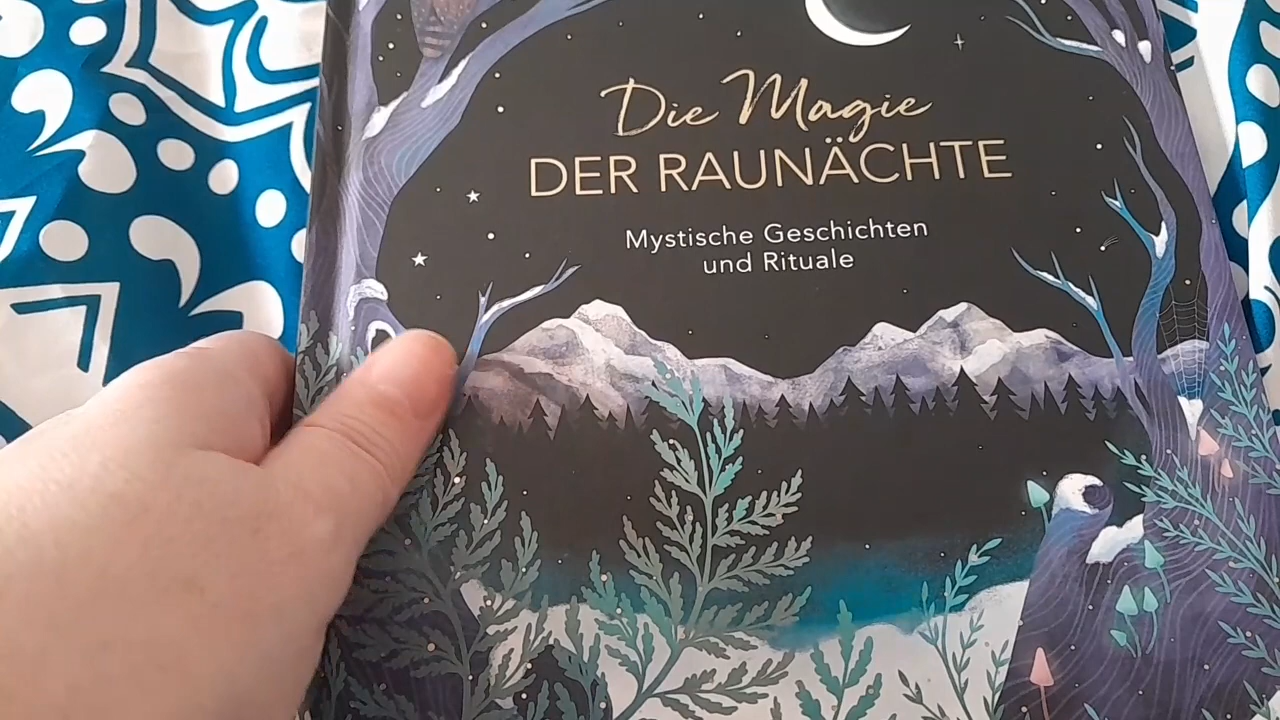 Die Magie
DER RAUNÄCHTE
Mystische Geschichten
und Rituale